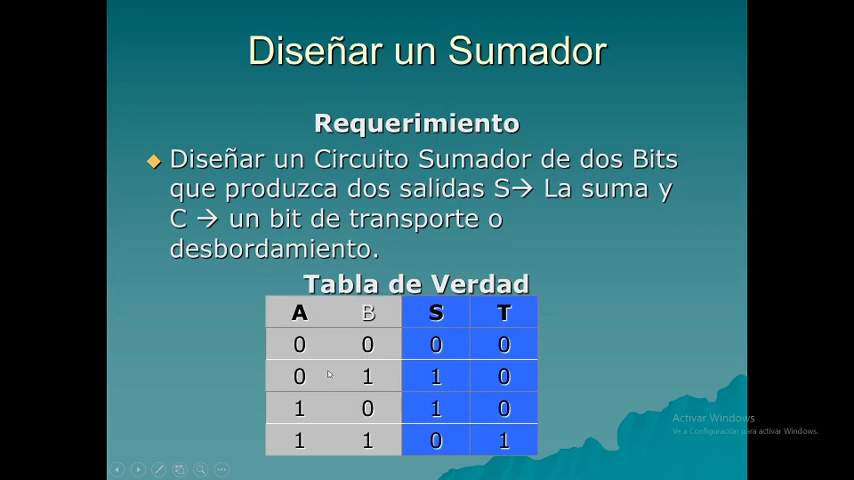 Diseñar un Sumador
Requerimiento
Diseñar un Circuito Sumador de dos Bits
que produzca dos salidas S→ La suma y
C → un bit de transporte o
desbordamiento.
Tabla de Verdad
A B S T
0 0 0 0
0 1 1 0
1 0 1 0
1 1 0 1
Activar Windows
Ve a Configuración para activar Windows.